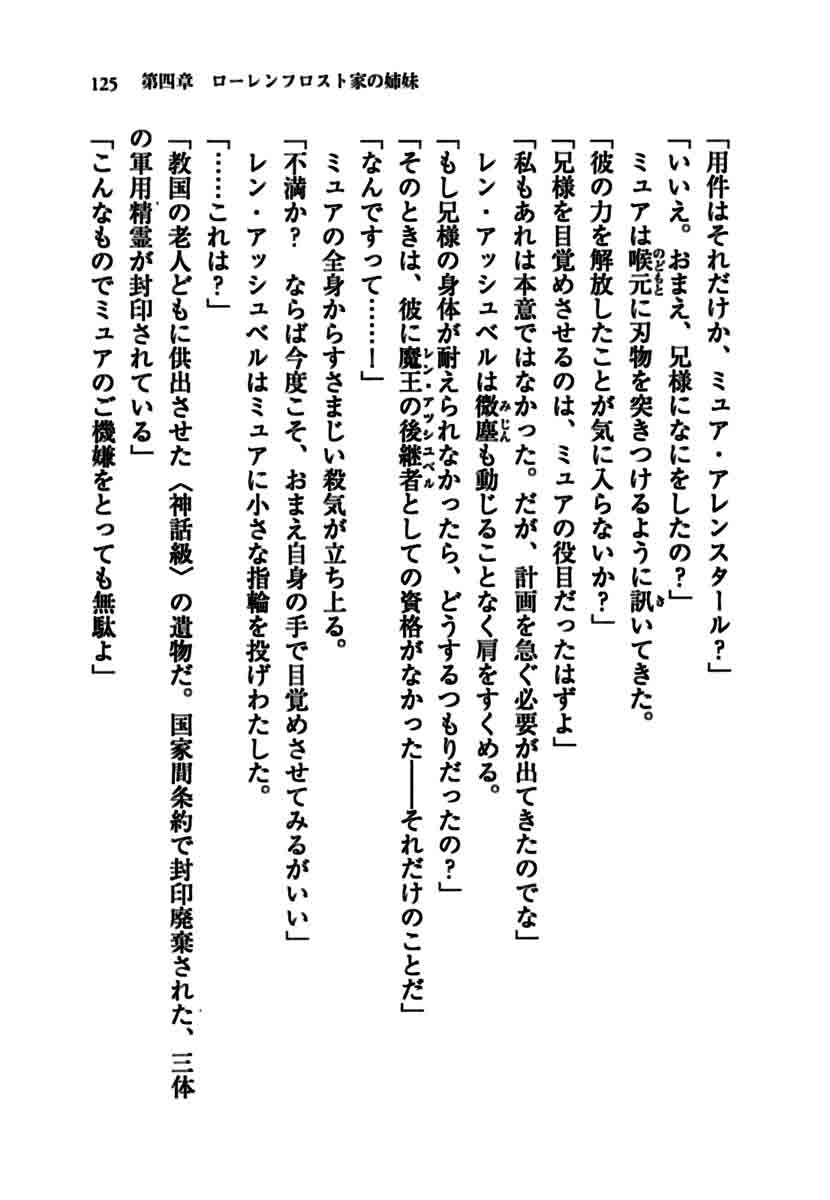 125 第四章 ローレンフロスト家の姉妹
「用件はそれだけか、ミュア・アレンスタール?」
「いいえ。おまえ、兄様になにをしたの?」
ミュアは喉元に刃物を突きつけるように訊いてきた。
「彼の力を解放したことが気に入らないか?」
「兄様を目覚めさせるのは、ミュアの役目だったはずよ」
「私もあれは本意ではなかった。だが、計画を急ぐ必要が出てきたのでな」
レン・アッシュベルは微塵も動じることなく肩をすくめる。
「もし兄様の身体が耐えられなかったら、どうするつもりだったの?」
「そのときは、彼に魔王の後継者としての資格がなかった――それだけのことだ」
「なんですって……!」
ミュアの全身からすさまじい殺気が立ち上る。
「不満か? ならば今度こそ、おまえ自身の手で目覚めさせてみるがいい」
レン・アッシュベルはミュアに小さな指輪を投げわたした。
「……これは?」
「教国の老人どもに供出させた〈神話級〉の遺物だ。国家間条約で封印廃棄された、三体
の軍用精霊が封印されている」
「こんなものでミュアのご機嫌をとっても無駄よ」